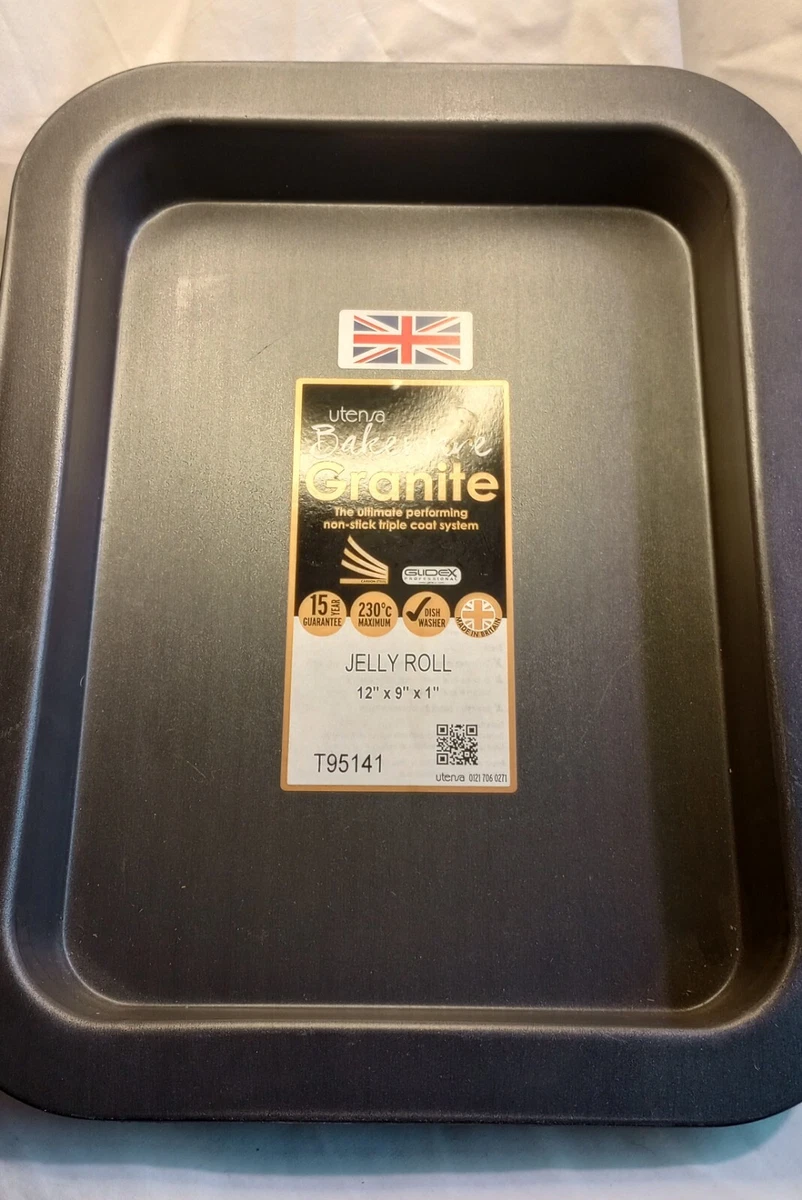 utensa
Bakeware
Granite
The ultimate performing
non-stick triple coat system
GLIDEX
PROFESSIONAL
15 YEAR
GUARANTEE
230°c
MAXIMUM
DISH
WASHER
MADE IN BRITAIN
JELLY ROLL
12" x 9" x 1"
T95141
utensa 0121 706 0271